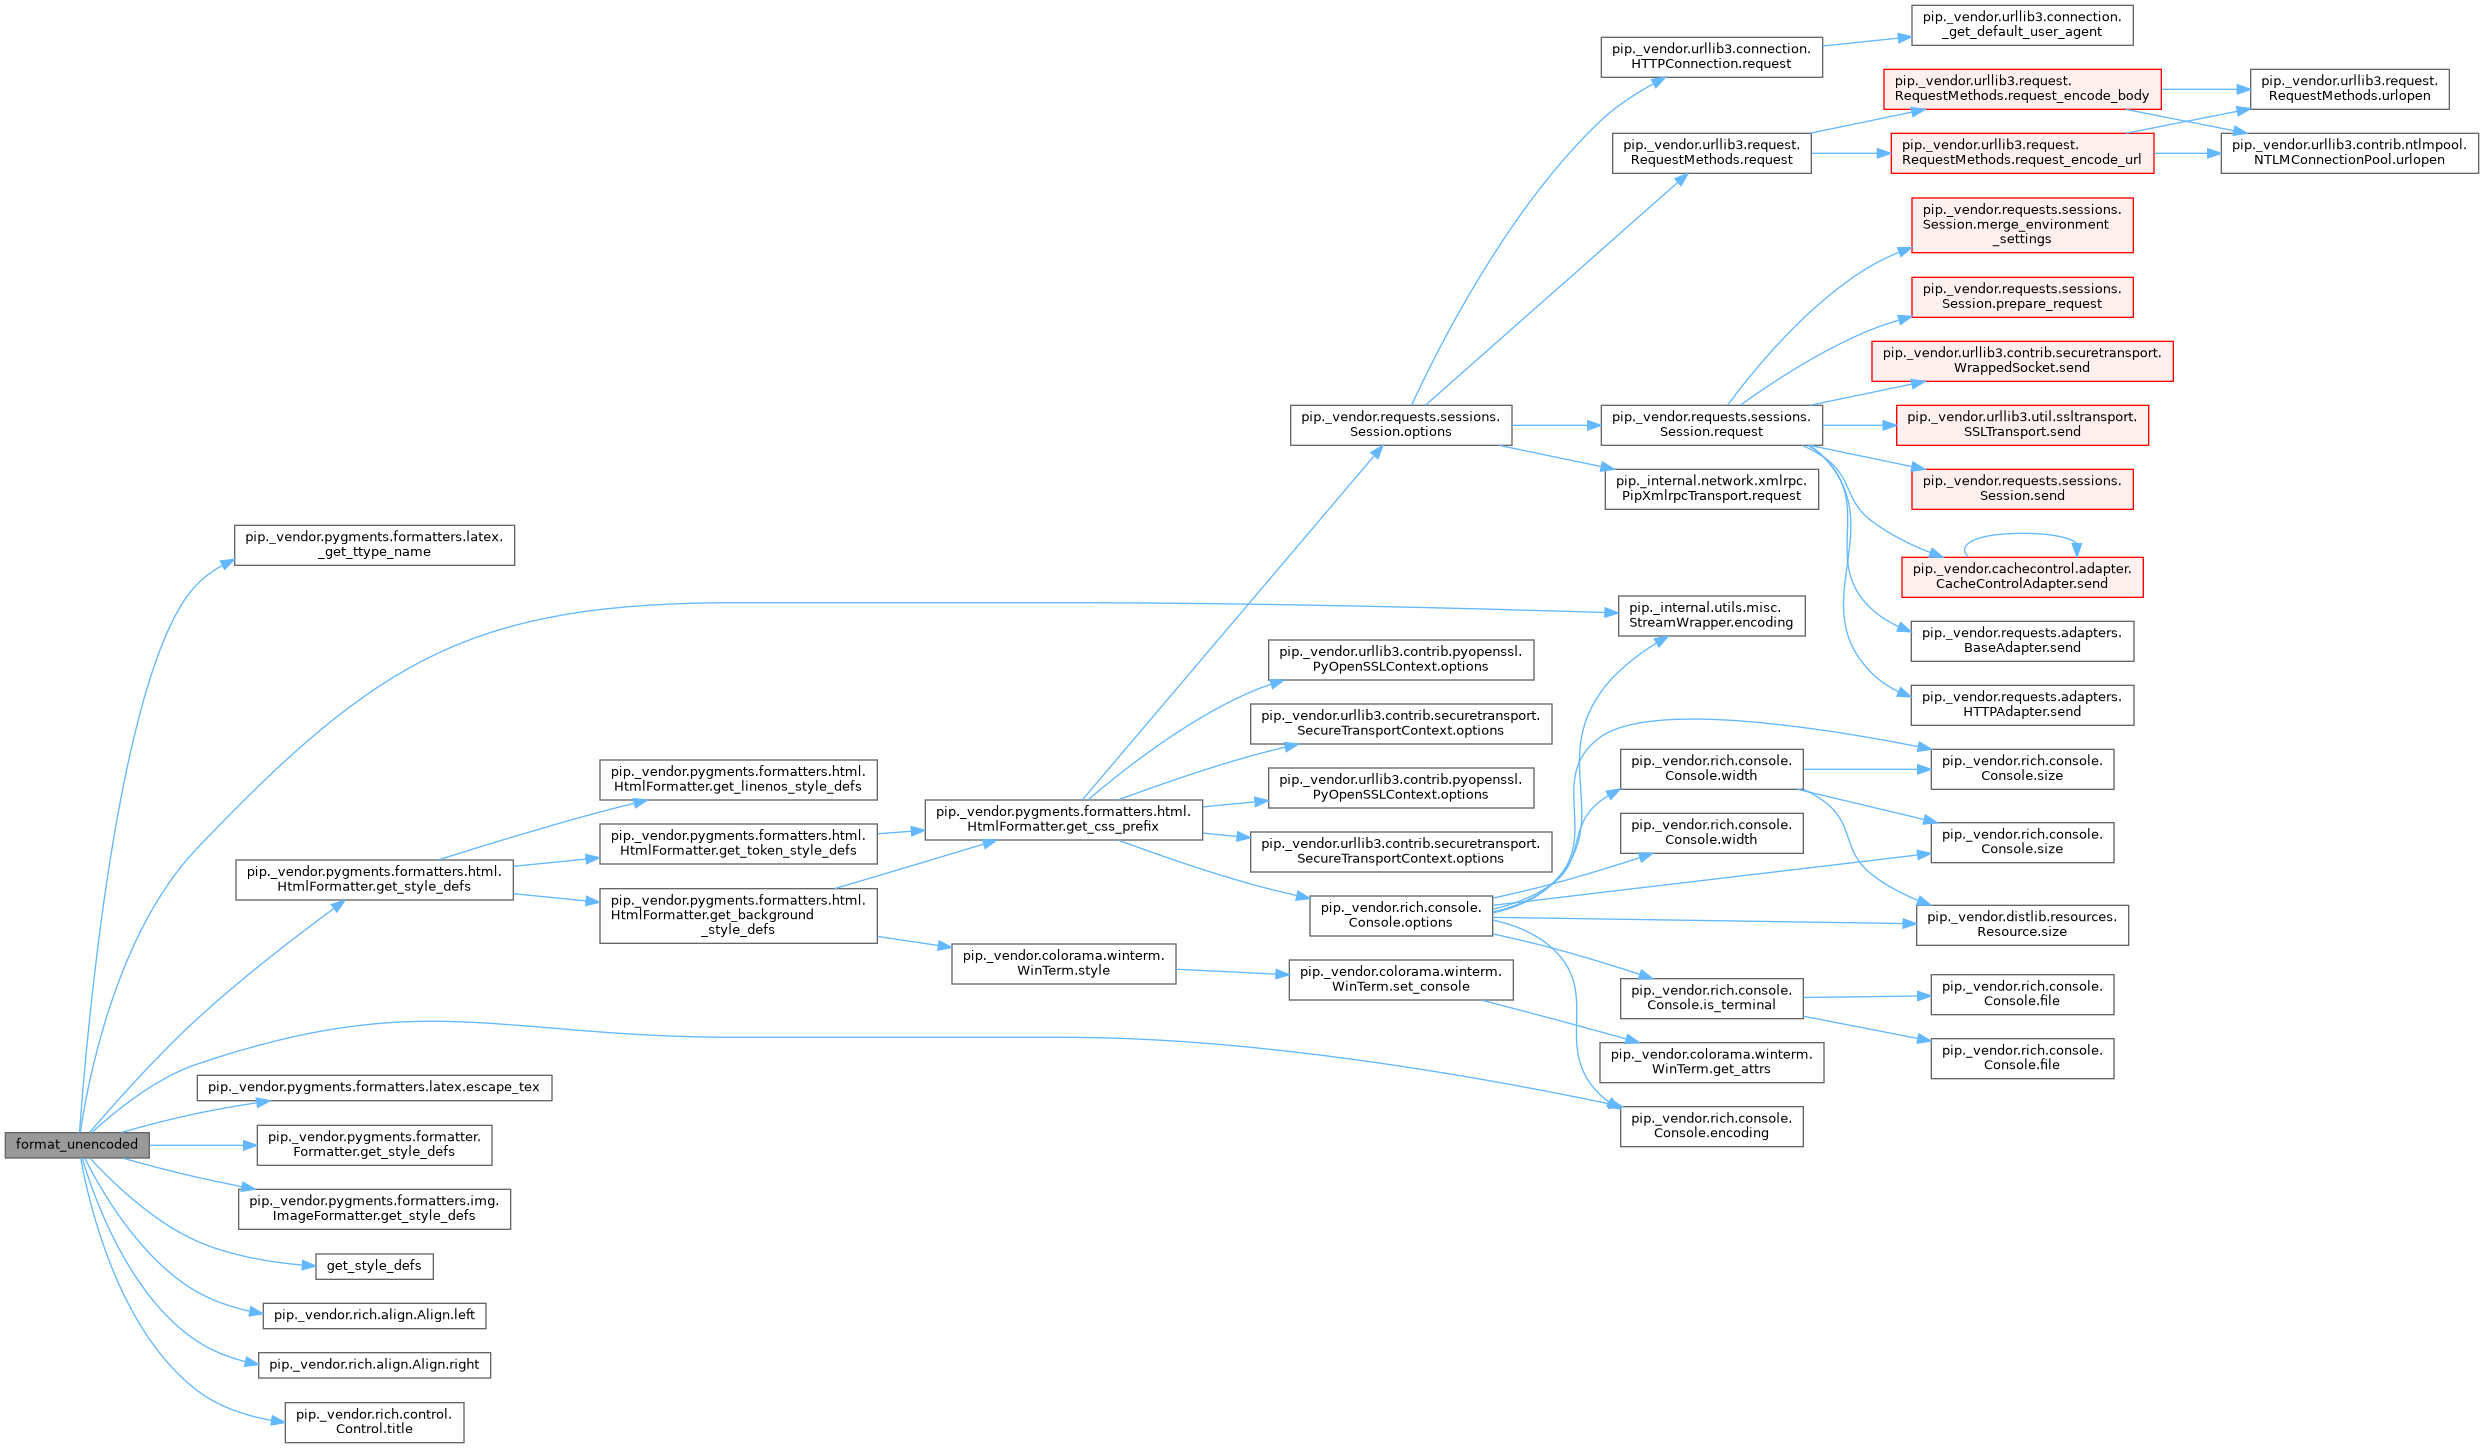 format_unencoded
pip._vendor.pygments.formatters.latex.
_get_ttype_name
pip._vendor.pygments.formatters.html.
HtmlFormatter.get_style_defs
pip._vendor.pygments.formatters.latex.escape_tex
pip._vendor.pygments.formatter.
Formatter.get_style_defs
pip._vendor.pygments.formatters.img.
ImageFormatter.get_style_defs
get_style_defs
pip._vendor.rich.align.Align.left
pip._vendor.rich.align.Align.right
pip._vendor.rich.control.
Control.title
pip._vendor.pygments.formatters.html.
HtmlFormatter.get_linenos_style_defs
pip._vendor.pygments.formatters.html.
HtmlFormatter.get_token_style_defs
pip._vendor.pygments.formatters.html.
HtmlFormatter.get_background
_style_defs
pip._vendor.pygments.formatters.html.
HtmlFormatter.get_css_prefix
pip._vendor.colorama.winterm.
WinTerm.style
pip._vendor.requests.sessions.
Session.options
pip._vendor.urllib3.contrib.pyopenssl.
PyOpenSSLContext.options
pip._vendor.urllib3.contrib.securetransport.
SecureTransportContext.options
pip._vendor.urllib3.contrib.pyopenssl.
PyOpenSSLContext.options
pip._vendor.urllib3.contrib.securetransport.
SecureTransportContext.options
pip._vendor.rich.console.
Console.options
pip._vendor.colorama.winterm.
WinTerm.set_console
pip._vendor.urllib3.connection.
HTTPConnection.request
pip._vendor.urllib3.request.
RequestMethods.request
pip._vendor.requests.sessions.
Session.request
pip._internal.network.xmlrpc.
PipXmlrpcTransport.request
pip._internal.utils.misc.
StreamWrapper.encoding
pip._vendor.rich.console.
Console.width
pip._vendor.rich.console.
Console.width
pip._vendor.rich.console.
Console.is_terminal
pip._vendor.colorama.winterm.
WinTerm.get_attrs
pip._vendor.rich.console.
Console.encoding
pip._vendor.urllib3.connection.
_get_default_user_agent
pip._vendor.urllib3.request.
RequestMethods.request_encode_body
pip._vendor.urllib3.request.
RequestMethods.request_encode_url
pip._vendor.requests.sessions.
Session.merge_environment
_settings
pip._vendor.requests.sessions.
Session.prepare_request
pip._vendor.urllib3.contrib.securetransport.
WrappedSocket.send
pip._vendor.urllib3.util.ssltransport.
SSLTransport.send
pip._vendor.requests.sessions.
Session.send
pip._vendor.cachecontrol.adapter.
CacheControlAdapter.send
pip._vendor.requests.adapters.
BaseAdapter.send
pip._vendor.requests.adapters.
HTTPAdapter.send
pip._vendor.rich.console.
Console.size
pip._vendor.rich.console.
Console.size
pip._vendor.distlib.resources.
Resource.size
pip._vendor.rich.console.
Console.file
pip._vendor.rich.console.
Console.file
pip._vendor.urllib3.request.
RequestMethods.urlopen
pip._vendor.urllib3.contrib.ntlmpool.
NTLMConnectionPool.urlopen